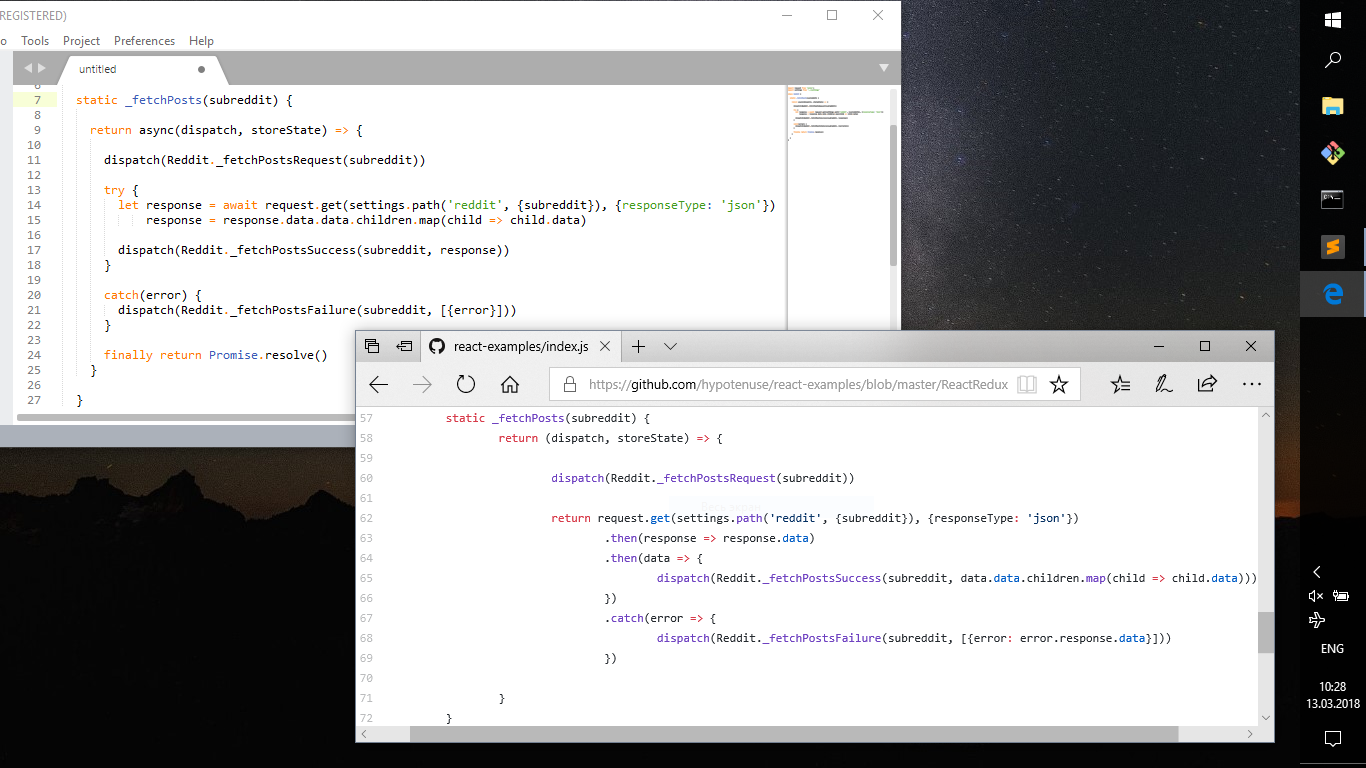 REGISTERED)
o Tools Project Preferences Help
untitled
6
7 static _fetchPosts(subreddit) {
8
9 return async(dispatch, storeState) => {
10
11 dispatch(Reddit._fetchPostsRequest(subreddit))
12
13 try {
14 let response = await request.get(settings.path('reddit', {subreddit}), {responseType: 'json'})
15 response = response.data.data.children.map(child => child.data)
16
17 dispatch(Reddit._fetchPostsSuccess(subreddit, response))
18 }
19
20 catch(error) {
21 dispatch(Reddit._fetchPostsFailure(subreddit, [{error}]))
22 }
23
24 finally return Promise.resolve()
25 }
26
27 }
react-examples/index.js
https://github.com/hypotenuse/react-examples/blob/master/ReactRedux
57 static _fetchPosts(subreddit) {
58 return (dispatch, storeState) => {
59
60 dispatch(Reddit._fetchPostsRequest(subreddit))
61
62 return request.get(settings.path('reddit', {subreddit}), {responseType: 'json'})
63 .then(response => response.data)
64 .then(data => {
65 dispatch(Reddit._fetchPostsSuccess(subreddit, data.data.children.map(child => child.data)))
66 })
67 .catch(error => {
68 dispatch(Reddit._fetchPostsFailure(subreddit, [{error: error.response.data}]))
69 })
70
71 }
72 }
ENG
10:28
13.03.2018